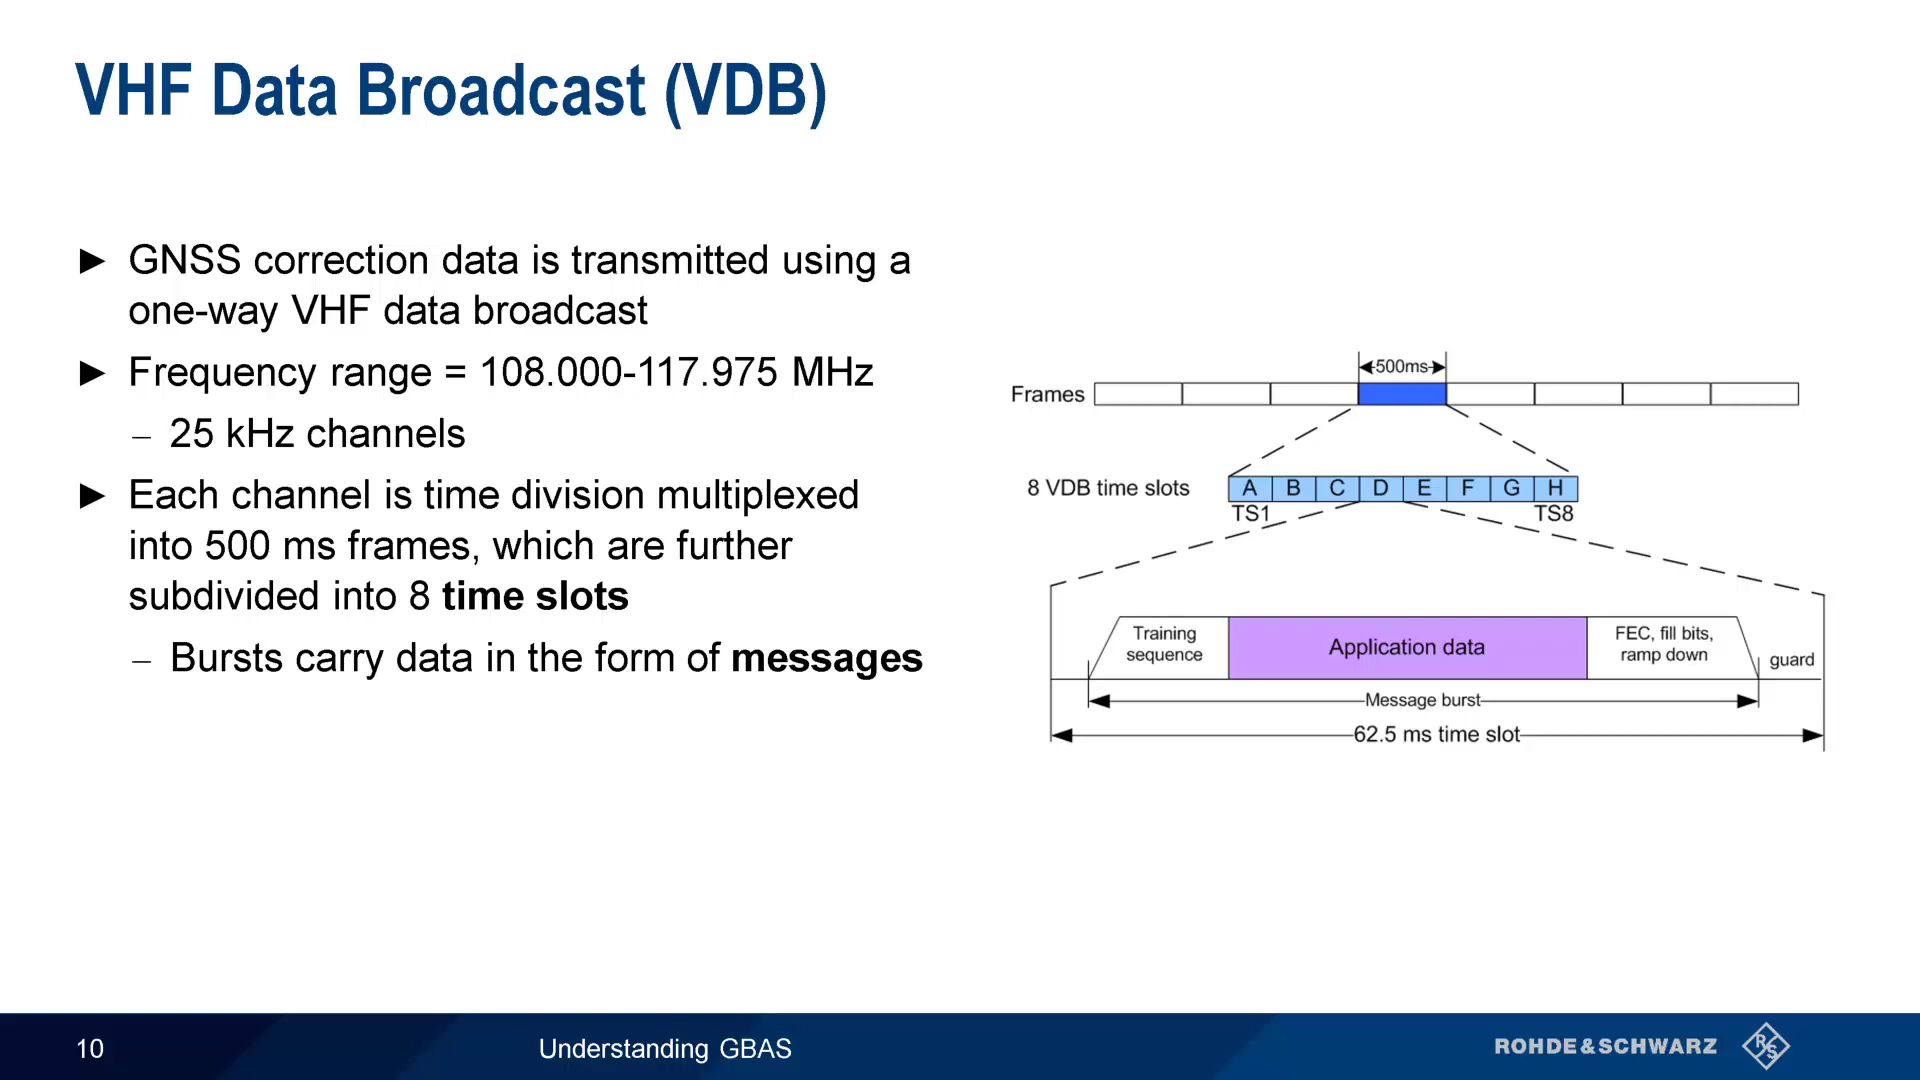 VHF Data Broadcast (VDB)
► GNSS correction data is transmitted using a
one-way VHF data broadcast
► Frequency range = 108.000-117.975 MHz
– 25 kHz channels
► Each channel is time division multiplexed
into 500 ms frames, which are further
subdivided into 8 time slots
– Bursts carry data in the form of messages
500ms
Frames
8 VDB time slots
A B C D E F G H
TS1 TS8
Training
sequence
Application data
FEC, fill bits,
ramp down
guard
Message burst
62.5 ms time slot
10
Understanding GBAS
ROHDE&SCHWARZ
R&S